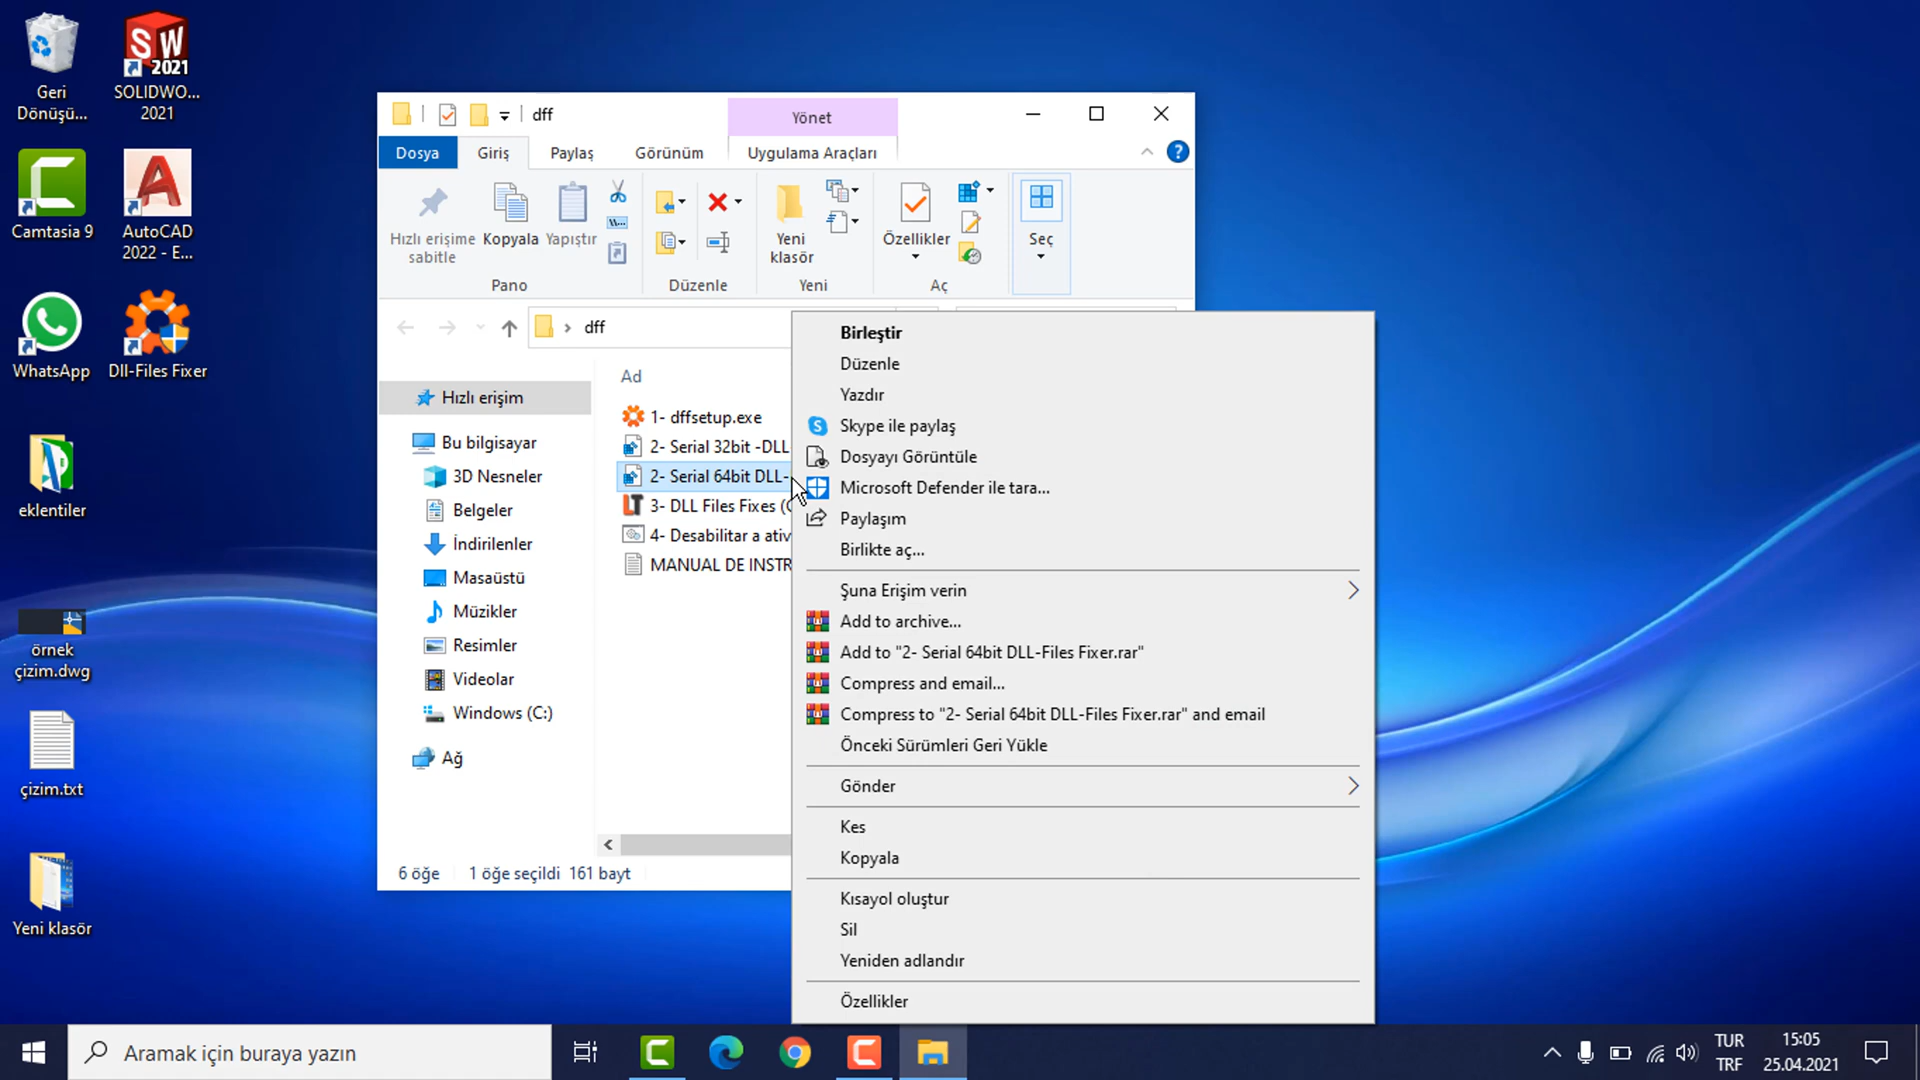 Geri
Dönüşü...
SW
2021
SOLIDWO...
2021
Camtasia 9
AutoCAD
2022 - E...
WhatsApp
Dll-Files Fixer
eklentiler
örnek
çizim.dwg
çizim.txt
Yeni klasör
dff
Yönet
Dosya
Giriş
Paylaş
Görünüm
Uygulama Araçları
Hızlı erişime
sabitle
Kopyala
Yapıştır
Yeni
klasör
Özellikler
Seç
Pano
Düzenle
Yeni
Aç
dff
Hızlı erişim
Bu bilgisayar
3D Nesneler
Belgeler
İndirilenler
Masaüstü
Müzikler
Resimler
Videolar
Windows (C:)
Ağ
Ad
1- dffsetup.exe
2- Serial 32bit -DLL
2- Serial 64bit DLL-
3- DLL Files Fixes (
4- Desabilitar a ativ
MANUAL DE INSTR
6 öğe
1 öğe seçildi 161 bayt
Birleştir
Düzenle
Yazdır
Skype ile paylaş
Dosyayı Görüntüle
Microsoft Defender ile tara...
Paylaşım
Birlikte aç...
Şuna Erişim verin
Add to archive...
Add to "2- Serial 64bit DLL-Files Fixer.rar"
Compress and email...
Compress to "2- Serial 64bit DLL-Files Fixer.rar" and email
Önceki Sürümleri Geri Yükle
Gönder
Kes
Kopyala
Kısayol oluştur
Sil
Yeniden adlandır
Özellikler
Aramak için buraya yazın
TUR
TRF
15:05
25.04.2021